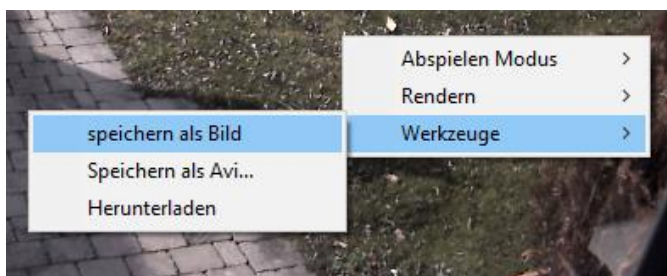 Abspielen Modus
Rendern
Werkzeuge
speichern als Bild
Speichern als Avi...
Herunterladen